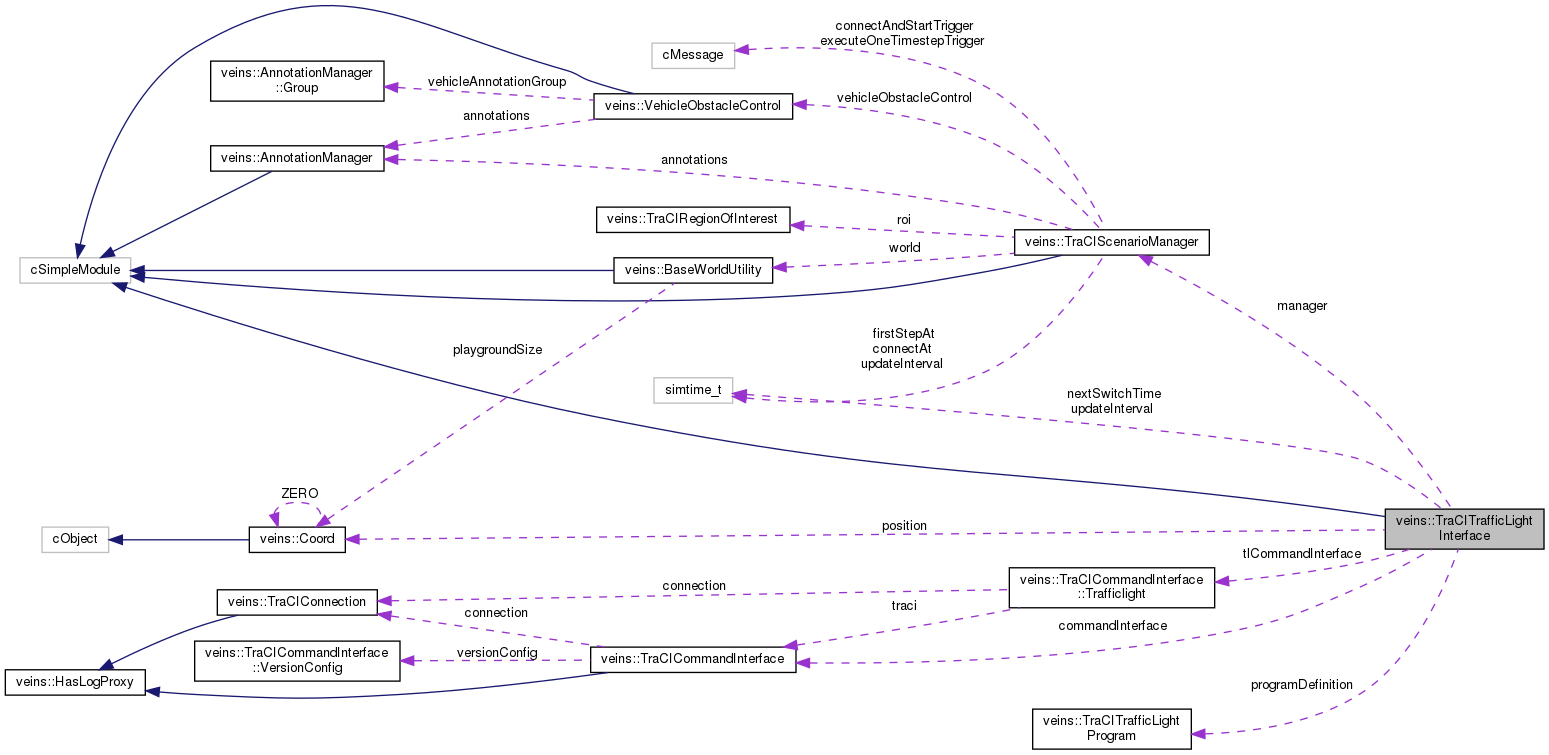 connectAndStartTrigger
executeOneTimestepTrigger
cMessage
veins::AnnotationManager
::Group
vehicleAnnotationGroup
vehicleObstacleControl
veins::VehicleObstacleControl
annotations
veins::AnnotationManager
annotations
veins::TraCIRegionOfInterest
roi
veins::TraCIScenarioManager
world
cSimpleModule
veins::BaseWorldUtility
manager
firstStepAt
connectAt
updateInterval
playgroundSize
simtime_t
nextSwitchTime
updateInterval
ZERO
veins::TraCITrafficLight
Interface
position
cObject
veins::Coord
tlCommandInterface
veins::TraCICommandInterface
::Trafficlight
connection
veins::TraCIConnection
traci
connection
commandInterface
veins::TraCICommandInterface
::VersionConfig
versionConfig
veins::TraCICommandInterface
veins::HasLogProxy
programDefinition
veins::TraCITrafficLight
Program